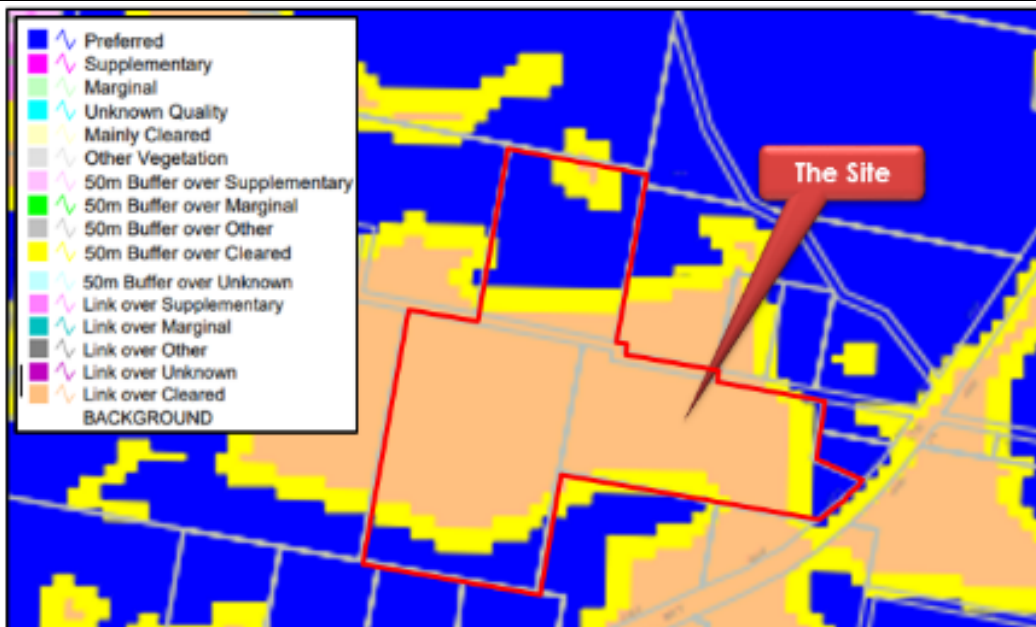 Preferred
Supplementary
Marginal
Unknown Quality
Mainly Cleared
Other Vegetation
50m Buffer over Supplementary
50m Buffer over Marginal
50m Buffer over Other
50m Buffer over Cleared
50m Buffer over Unknown
Link over Supplementary
Link over Marginal
Link over Other
Link over Unknown
Link over Cleared
BACKGROUND
The Site